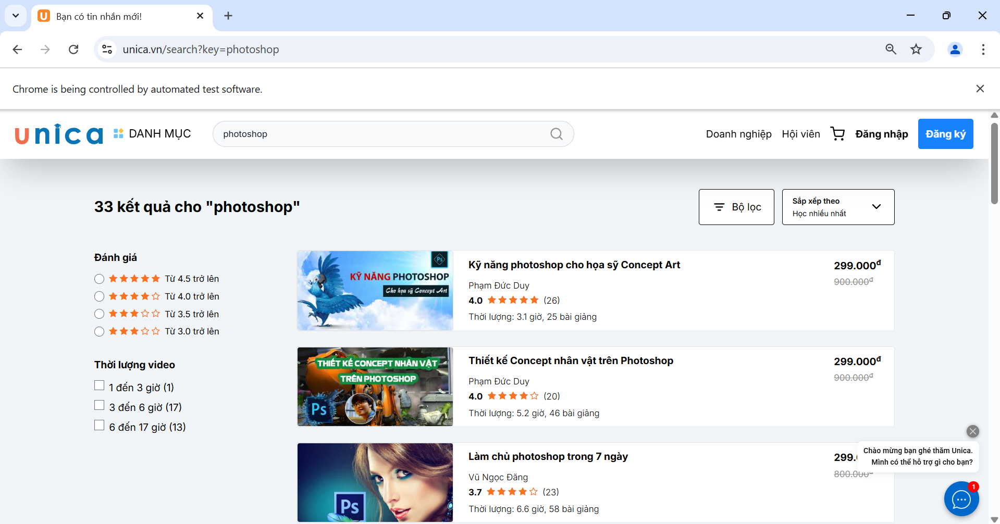 Bạn có tin nhắn mới!
unica.vn/search?key=photoshop
Chrome is being controlled by automated test software.
unica
DANH MỤC
photoshop
Doanh nghiệp
Hội viên
Đăng nhập
Đăng ký
33 kết quả cho "photoshop"
Bộ lọc
Sắp xếp theo
Học nhiều nhất
Đánh giá
Từ 4.5 trở lên
Từ 4.0 trở lên
Từ 3.5 trở lên
Từ 3.0 trở lên
Thời lượng video
1 đến 3 giờ (1)
3 đến 6 giờ (17)
6 đến 17 giờ (13)
Ps
KỸ NĂNG PHOTOSHOP
Cho họa sỹ Concept Art
Kỹ năng photoshop cho họa sỹ Concept Art
Phạm Đức Duy
4.0 (26)
Thời lượng: 3.1 giờ, 25 bài giảng
299.000đ
900.000đ
THIẾT KẾ CONCEPT NHÂN VẬT
TRÊN PHOTOSHOP
Ps
Thiết kế Concept nhân vật trên Photoshop
Phạm Đức Duy
4.0 (20)
Thời lượng: 5.2 giờ, 46 bài giảng
299.000đ
900.000đ
Ps
Làm chủ photoshop trong 7 ngày
Vũ Ngọc Đăng
3.7 (23)
Thời lượng: 6.6 giờ, 58 bài giảng
299.
800.000đ
Chào mừng bạn ghé thăm Unica.
Mình có thể hỗ trợ gì cho bạn?
1